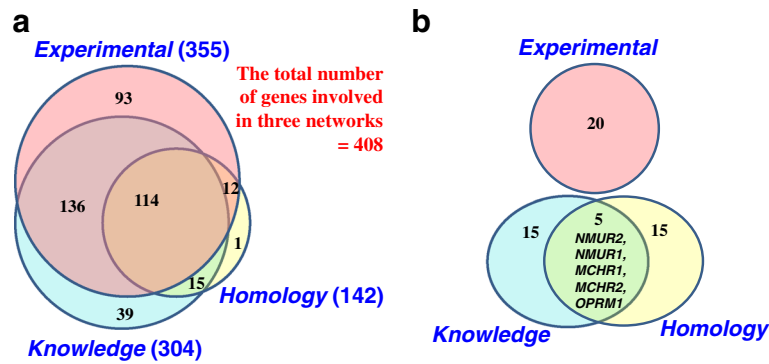 a
Experimental (355)
The total number
of genes involved
in three networks
= 408
93
136
114
12
1
15
39
Homology (142)
Knowledge (304)
b
Experimental
20
15
5
15
NMUR2,
NMUR1,
MCHR1,
MCHR2,
OPRM1
Knowledge
Homology